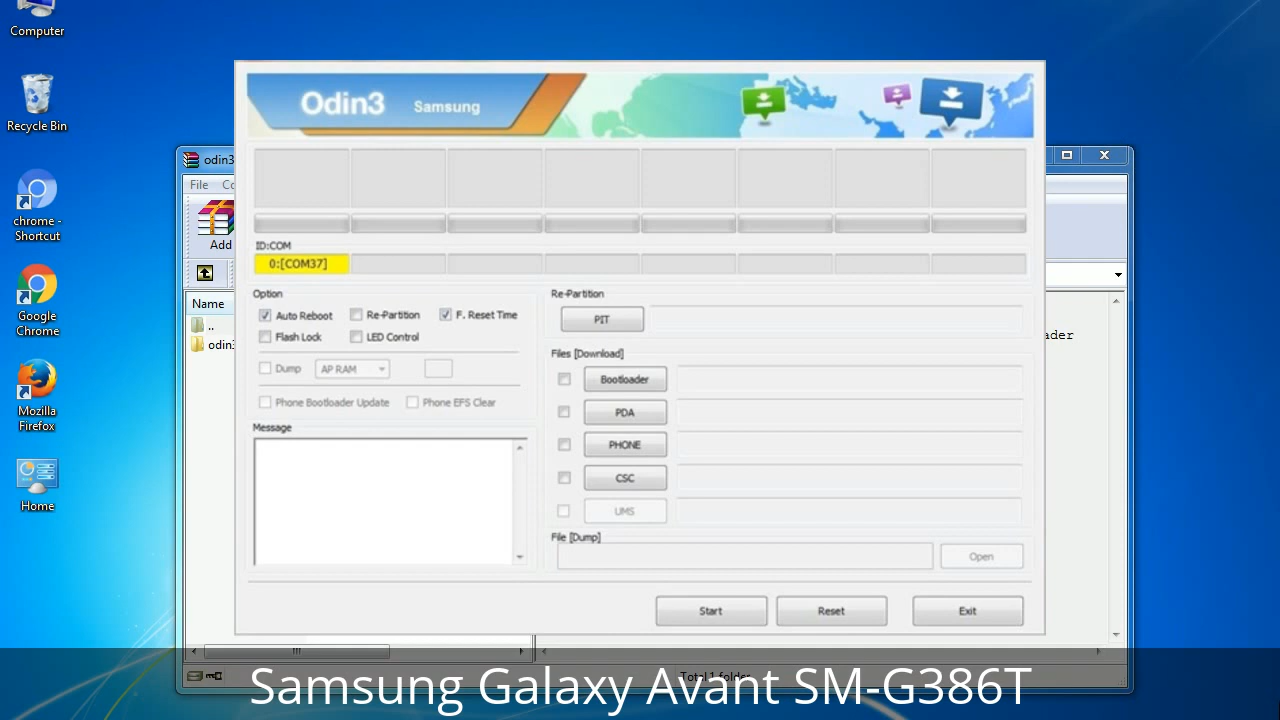 Computer
Recycle Bin
chrome -
Shortcut
Google
Chrome
Mozilla
Firefox
Home
odin3
File
Add
Name
..
odin3
ader
Total 1 folder
Odin3 Samsung
ID:COM
0:[COM37]
Option
Auto Reboot Re-Partition F. Reset Time
Flash Lock LED Control
Dump AP RAM
Phone Bootloader Update Phone EFS Clear
Message
Re-Partition
PIT
Files [Download]
Bootloader
PDA
PHONE
CSC
UMS
File [Dump]
Open
Start Reset Exit
Samsung Galaxy Avant SM-G386T